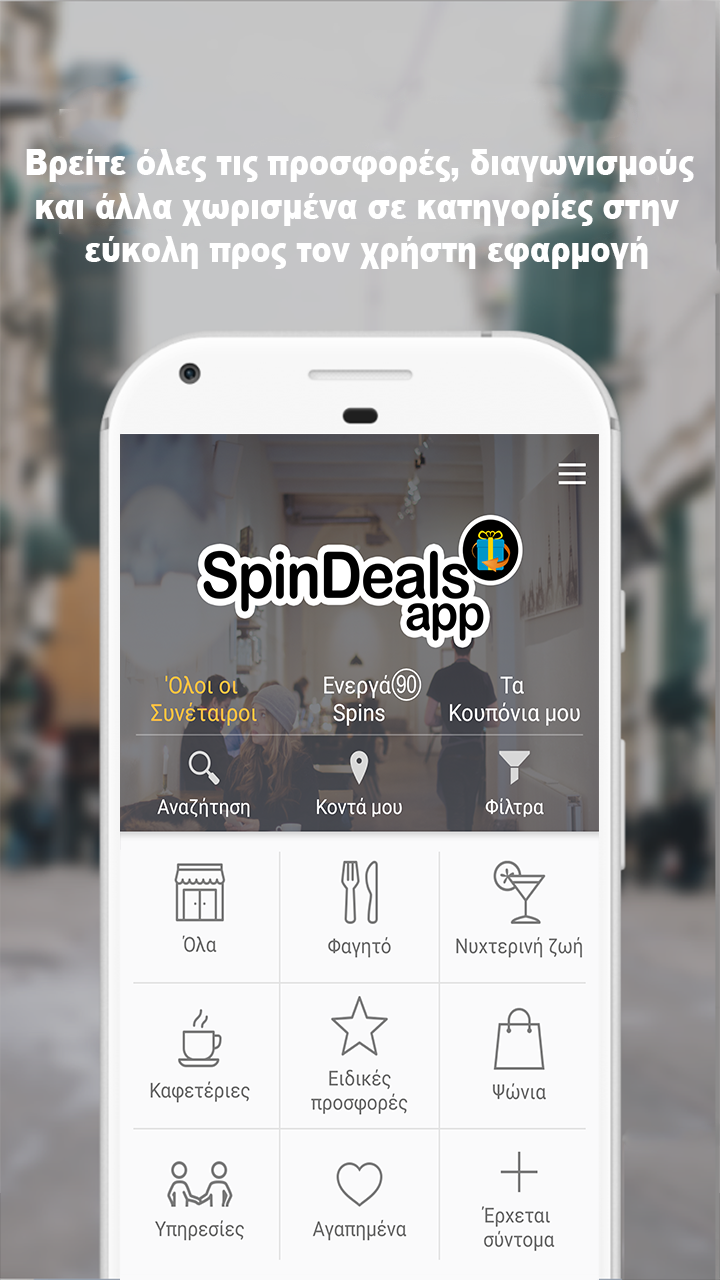 Βρείτε όλες τις προσφορές, διαγωνισμούς
και άλλα χωρισμένα σε κατηγορίες στην
εύκολη προς τον χρήστη εφαρμογή
SpinDeals
app
'Ολοι οι
Συνέταιροι
Ενεργά 90
Spins
Τα
Κουπόνια μου
Αναζήτηση
Κοντά μου
Φίλτρα
Όλα
Φαγητό
Νυχτερινή ζωή
Καφετέριες
Ειδικές
προσφορές
Ψώνια
Υπηρεσίες
Αγαπημένα
Έρχεται
σύντομα